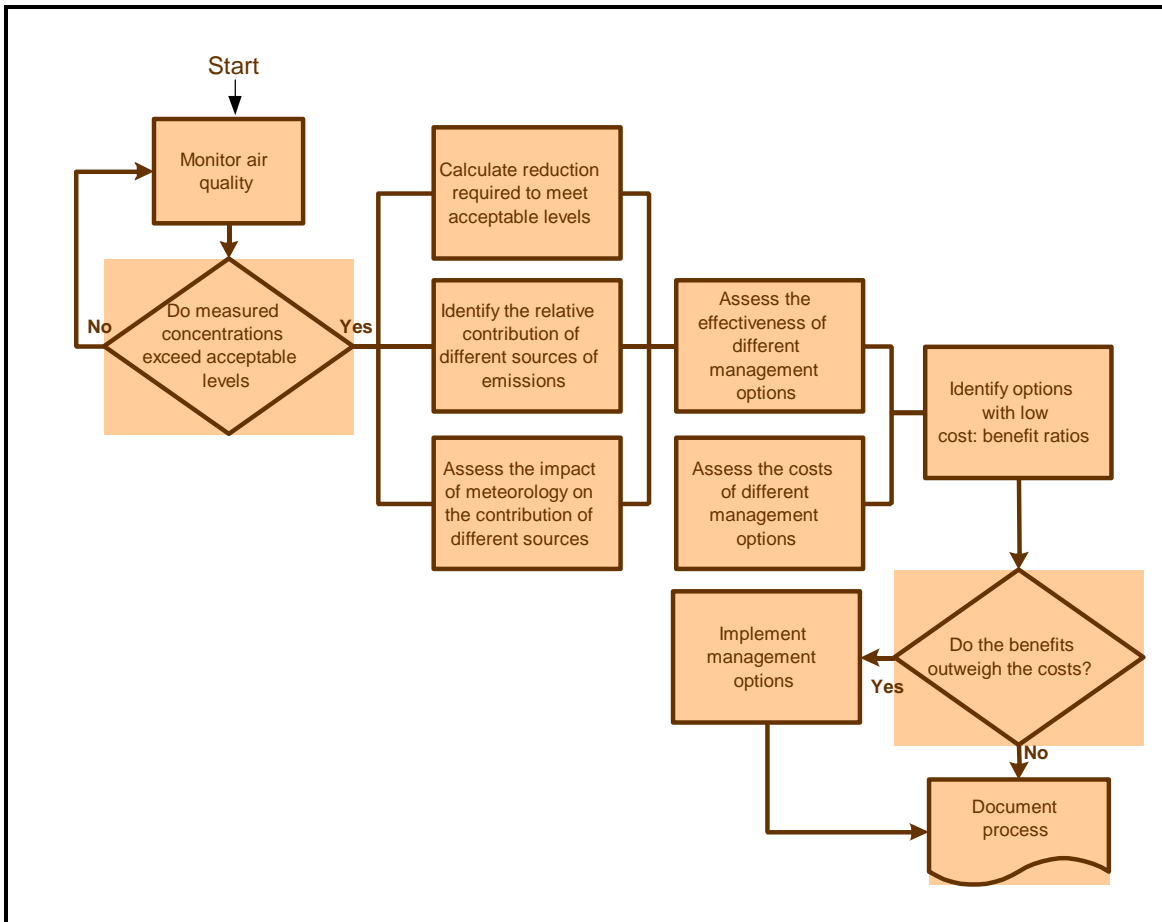 Start
Monitor air
quality
Do measured
concentrations
exceed acceptable
levels
No
Yes
Calculate reduction
required to meet
acceptable levels
Identify the relative
contribution of
different sources of
emissions
Assess the impact
of meteorology on
the contribution of
different sources
Assess the
effectiveness of
different
management
options
Assess the costs
of different
management
options
Identify options
with low
cost: benefit ratios
Do the benefits
outweigh the costs?
Yes
No
Implement
management
options
Document
process